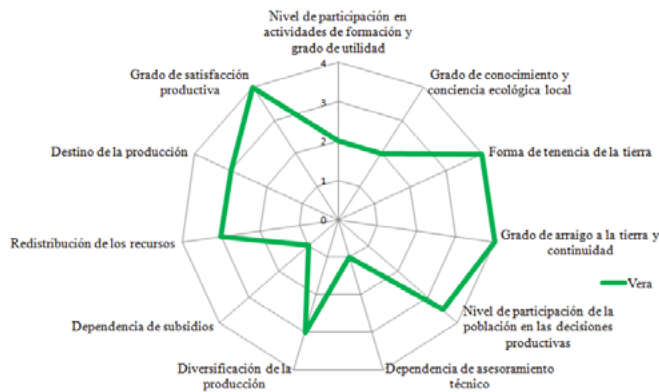 Nivel de participación en
actividades de formación y
grado de utilidad
Grado de conocimiento y
conciencia ecológica local
Forma de tenencia de la tierra
Grado de arraigo a la tierra y
continuidad
Nivel de participación de la
población en las decisiones
productivas
Dependencia de asesoramiento
técnico
Diversificación de la
producción
Dependencia de subsidios
Redistribución de los recursos
Destino de la producción
Grado de satisfacción
productiva
4
3
2
1
0
Vera